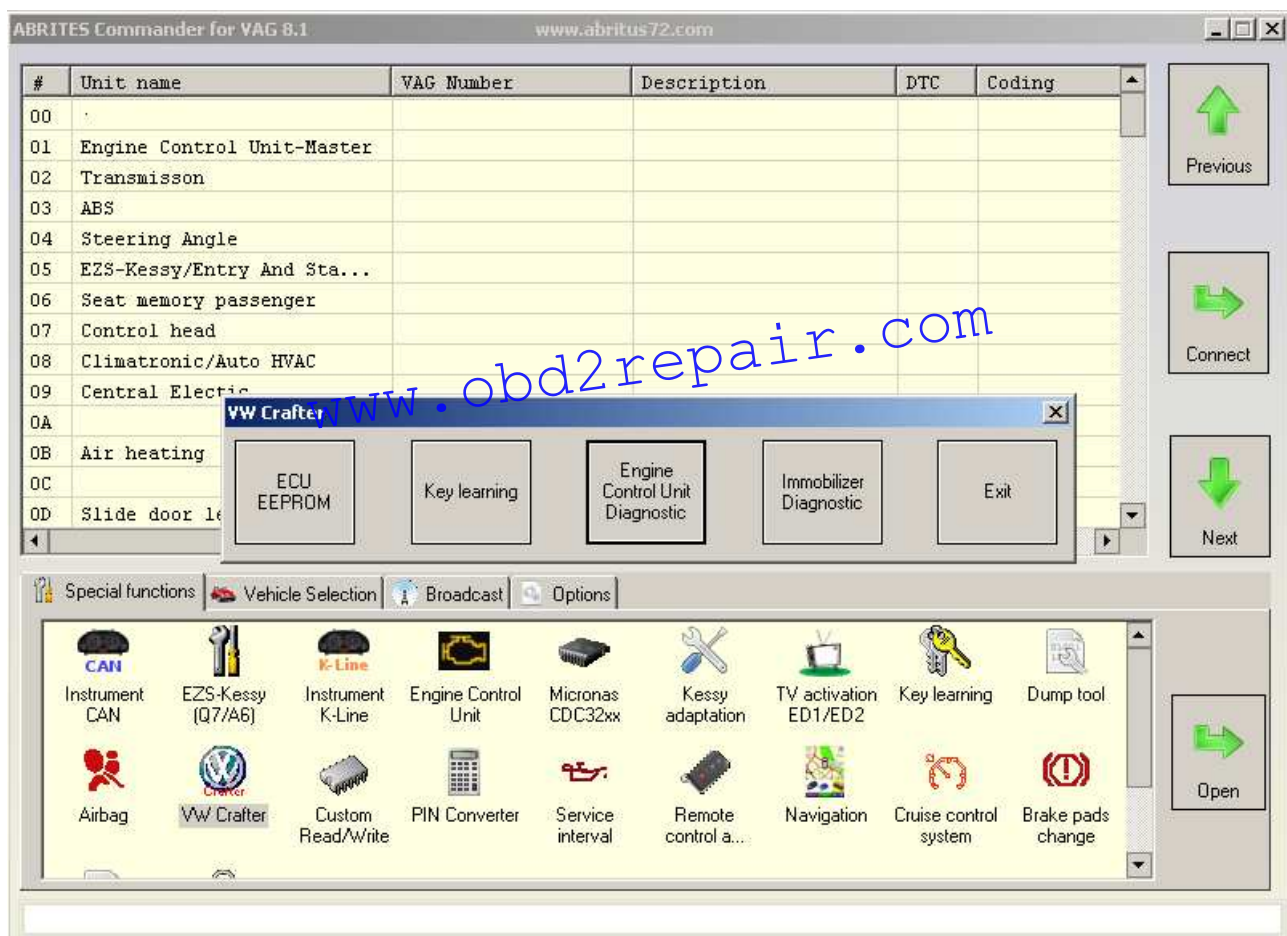 ABRITES Commander for VAG 8.1 www.abritus72.com
# Unit name VAG Number Description DTC Coding
00
01 Engine Control Unit-Master
02 Transmisson
03 ABS
04 Steering Angle
05 EZS-Kessy/Entry And Sta...
06 Seat memory passenger
07 Control head
08 Climatronic/Auto HVAC
09 Central Electic
0A
0B Air heating
0C
0D Slide door le
Previous
Connect
Next
www.obd2repair.com
VW Crafter
ECU
EEPROM
Key learning
Engine
Control Unit
Diagnostic
Immobilizer
Diagnostic
Exit
Special functions Vehicle Selection Broadcast Options
CAN
Instrument
CAN
EZS-Kessy
(Q7/A6)
K-Line
Instrument
K-Line
Engine Control
Unit
Micronas
CDC32xx
Kessy
adaptation
TV activation
ED1/ED2
Key learning
Dump tool
Airbag
Crafter
VW Crafter
Custom
Read/Write
PIN Converter
Service
interval
Remote
control a...
Navigation
Cruise control
system
Brake pads
change
Open